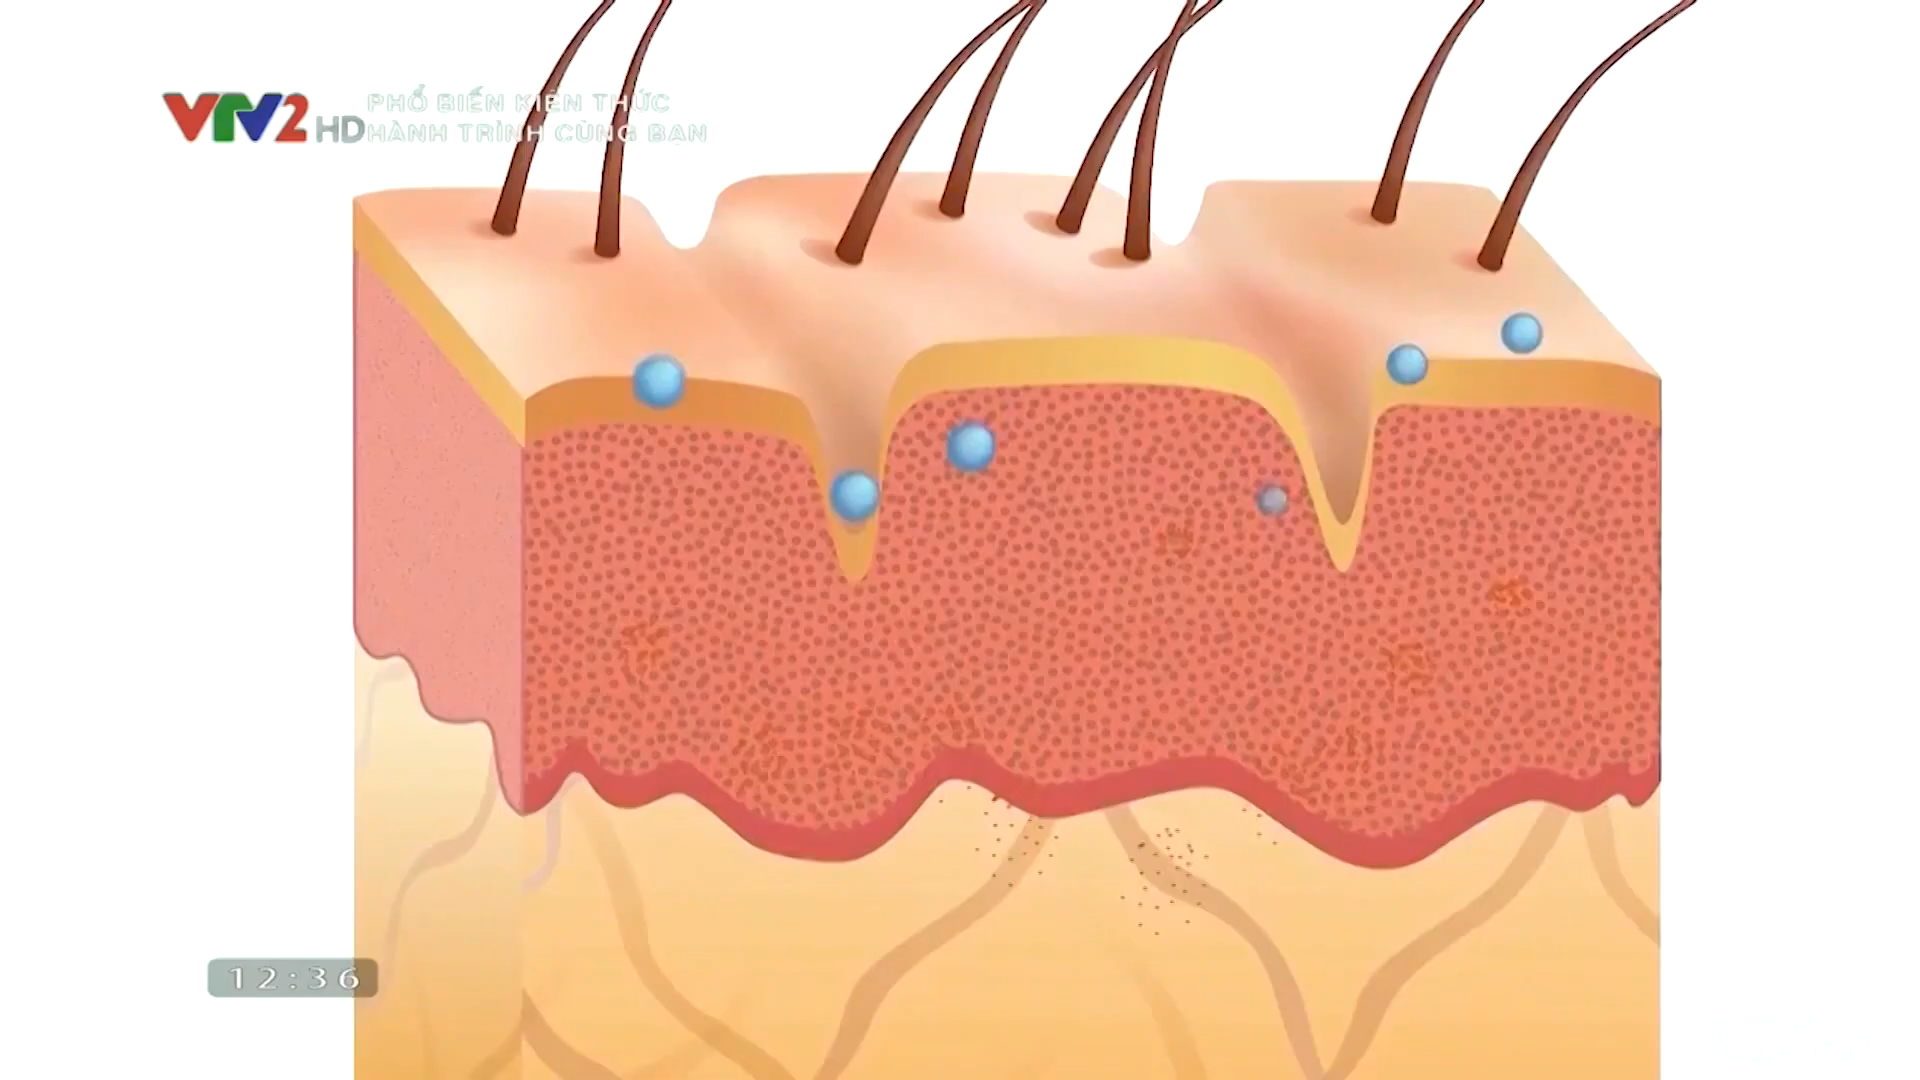 VTV2 HD
PHỔ BIẾN KIẾN THỨC
HÀNH TRÌNH CÙNG BẠN
12:36